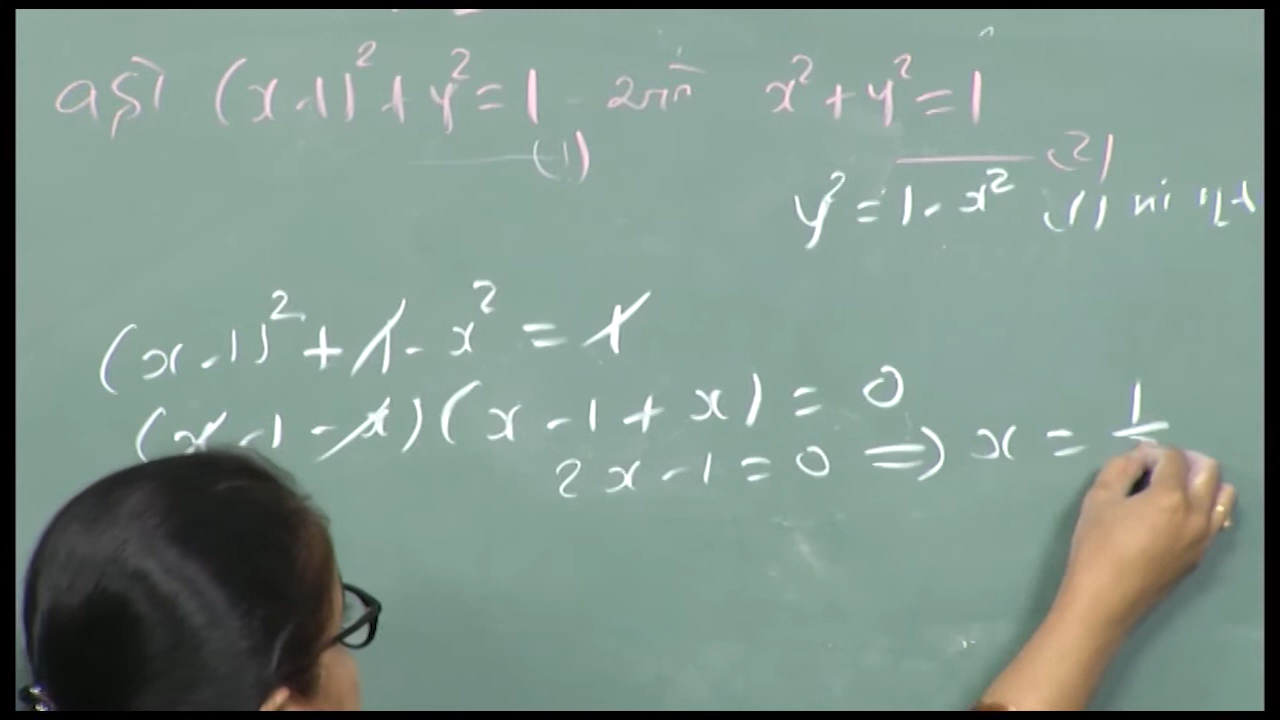 (x-1)² + y² = 1 x² + y² = 1
(1) (2)
y² = 1 - x² (1)
(x-1)² + 1 - x² = 1
(x-1-x)(x-1+x) = 0
2x-1=0 ⇒ x = 1